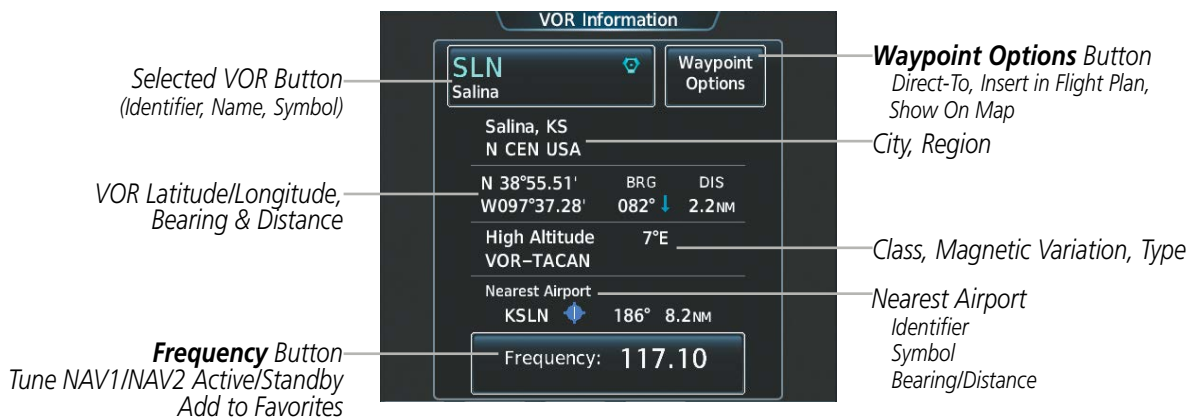 VOR Information
SLN
Salina
Waypoint
Options
Salina, KS
N CEN USA
N 38°55.51' BRG DIS
W097°37.28' 082° 2.2NM
High Altitude 7°E
VOR–TACAN
Nearest Airport
KSLN 186° 8.2NM
Frequency: 117.10
Selected VOR Button
(Identifier, Name, Symbol)
VOR Latitude/Longitude,
Bearing & Distance
Frequency Button
Tune NAV1/NAV2 Active/Standby
Add to Favorites
Waypoint Options Button
Direct-To, Insert in Flight Plan,
Show On Map
City, Region
Class, Magnetic Variation, Type
Nearest Airport
Identifier
Symbol
Bearing/Distance